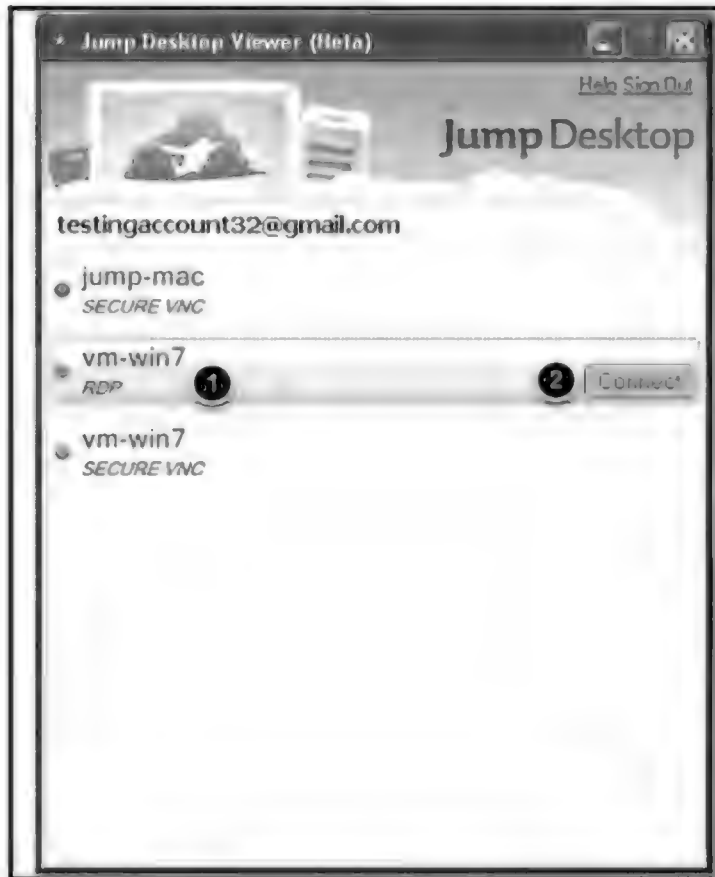 Jump Desktop Viewer (Beta)
Help Sign Out
Jump Desktop
testingaccount32@gmail.com
jump-mac
SECURE VNC
vm-win7
RDP
1
2
Connect
vm-win7
SECURE VNC